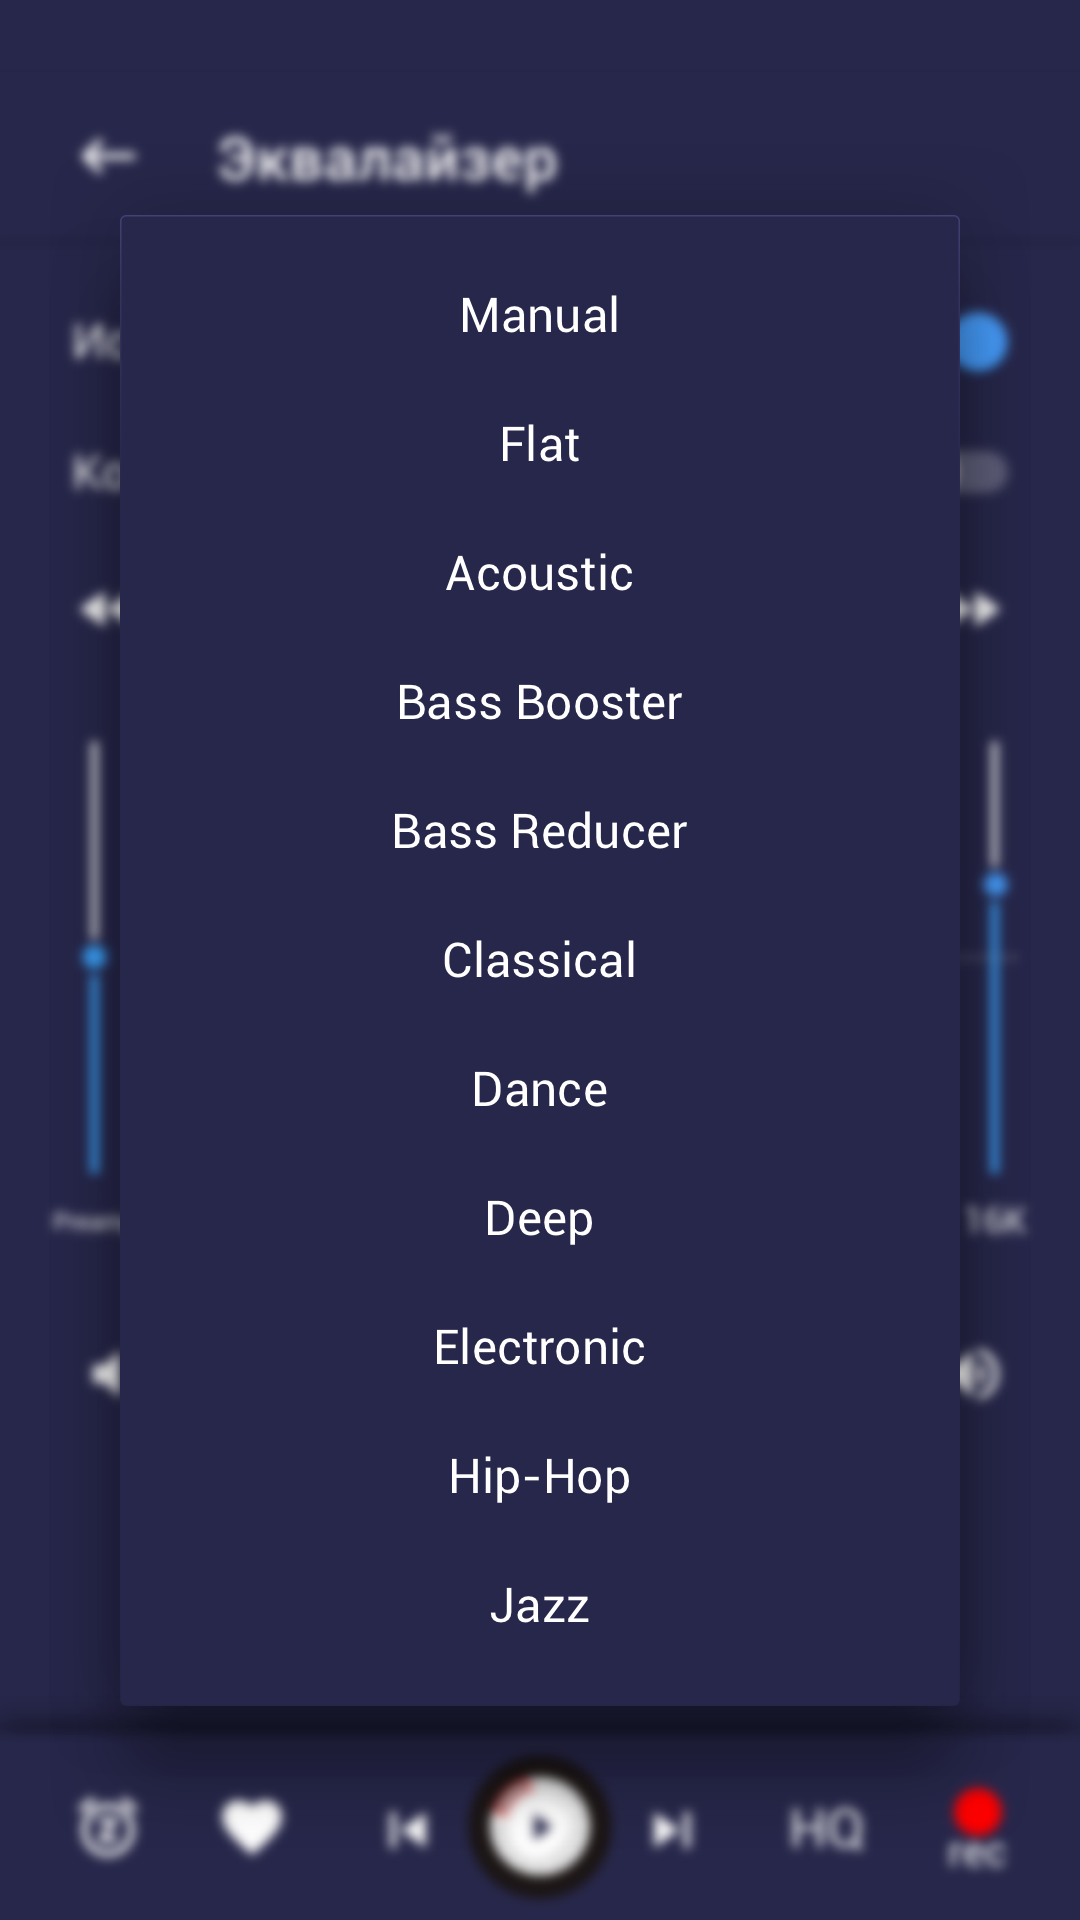 Эквалайзер
Manual
Flat
Acoustic
Bass Booster
Bass Reducer
Classical
Dance
Deep
Electronic
Hip-Hop
Jazz
16K
HQ
rec